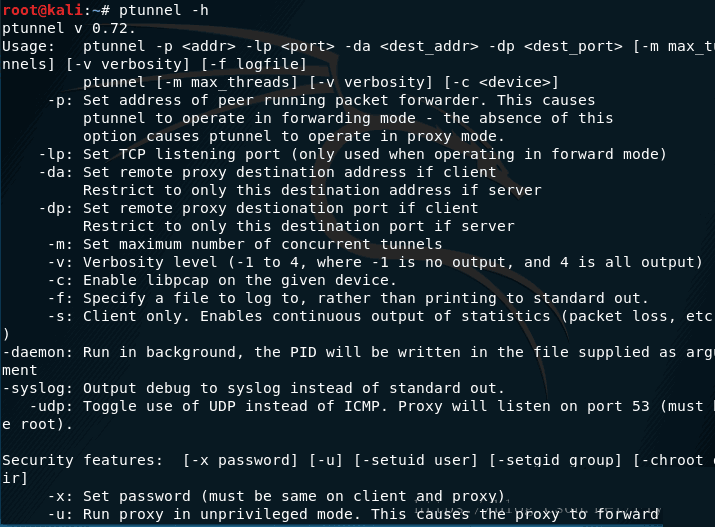 root@kali:~# ptunnel -h
ptunnel v 0.72.
Usage:   ptunnel -p <addr> -lp <port> -da <dest_addr> -dp <dest_port> [-m max_tu
nnels] [-v verbosity] [-f logfile]
         ptunnel [-m max_threads] [-v verbosity] [-c <device>]
     -p: Set address of peer running packet forwarder. This causes
         ptunnel to operate in forwarding mode - the absence of this
         option causes ptunnel to operate in proxy mode.
    -lp: Set TCP listening port (only used when operating in forward mode)
    -da: Set remote proxy destination address if client
         Restrict to only this destination address if server
    -dp: Set remote proxy destionation port if client
         Restrict to only this destination port if server
     -m: Set maximum number of concurrent tunnels
     -v: Verbosity level (-1 to 4, where -1 is no output, and 4 is all output)
     -c: Enable libpcap on the given device.
     -f: Specify a file to log to, rather than printing to standard out.
     -s: Client only. Enables continuous output of statistics (packet loss, etc
)
-daemon: Run in background, the PID will be written in the file supplied as argu
ment
-syslog: Output debug to syslog instead of standard out.
   -udp: Toggle use of UDP instead of ICMP. Proxy will listen on port 53 (must
e root).
Security features:  [-x password] [-u] [-setuid user] [-setgid group] [-chroot
ir]
     -x: Set password (must be same on client and proxy)
     -u: Run proxy in unprivileged mode. This causes the proxy to forward